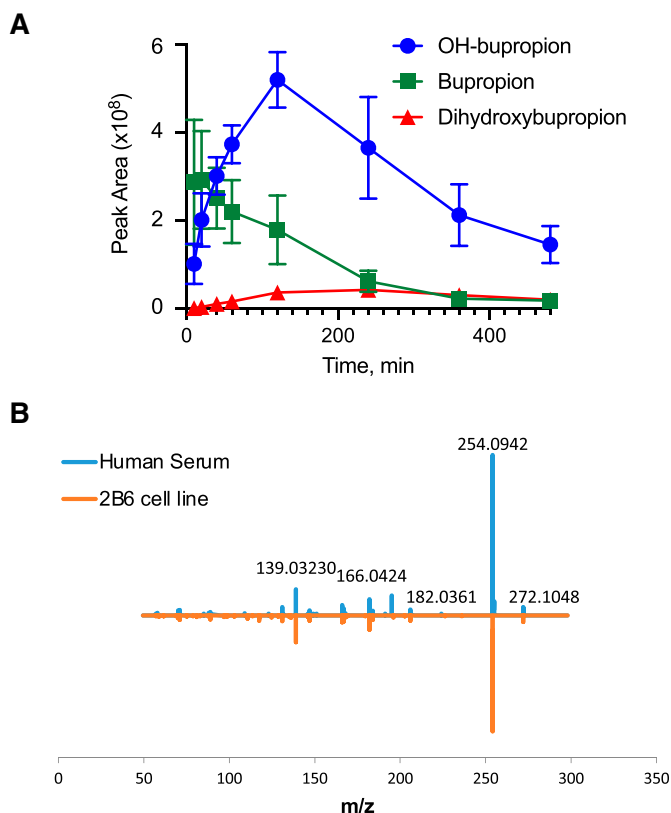 A
6
4
2
0
Peak Area (x10⁸)
0 200 400
Time, min
OH-bupropion
Bupropion
Dihydroxybupropion
B
Human Serum
2B6 cell line
254.0942
139.03230
166.0424
182.0361
272.1048
0 50 100 150 200 250 300 350
m/z